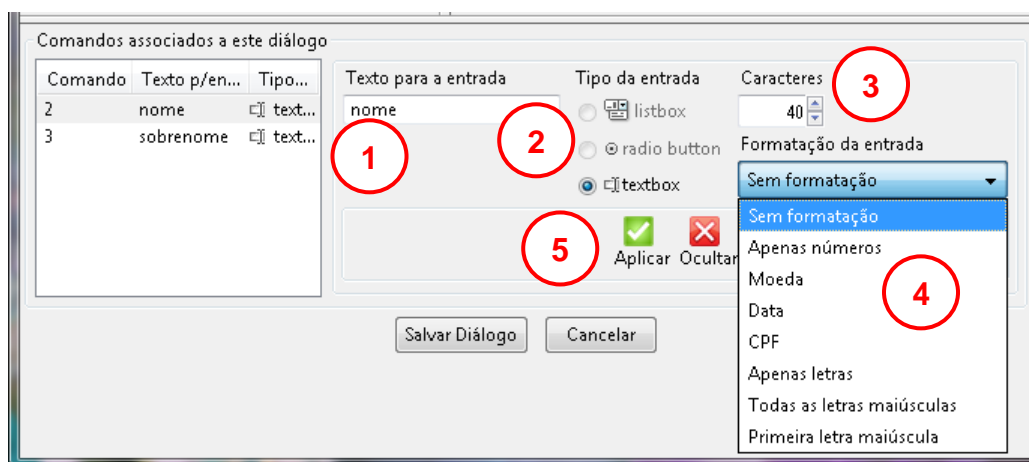 Comandos associados a este diálogo
Comando Texto p/en... Tipo...
2 nome text...
3 sobrenome text...
Texto para a entrada
nome
1
Tipo da entrada
listbox
radio button
textbox
2
Caracteres
40
3
Formatação da entrada
Sem formatação
Sem formatação
Apenas números
Moeda
Data
CPF
Apenas letras
Todas as letras maiúsculas
Primeira letra maiúscula
4
5
Aplicar Ocultar
Salvar Diálogo Cancelar